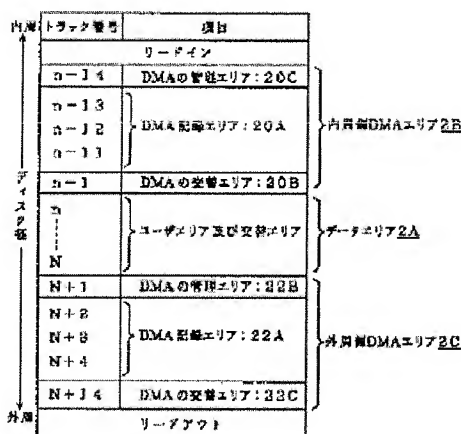 内周 トラック番号 項目
リードイン
n-14 DMAの管理エリア:20C
n-13
n-12 DMA記録エリア:20A
n-11
内周側DMAエリア2B
n-1 DMAの交替エリア:20B
ディスク径
n
ユーザエリア及び交替エリア データエリア2A
N
N+1 DMAの管理エリア:22B
N+2
N+3 DMA記録エリア:22A 外周側DMAエリア2C
N+4
N+14 DMAの交替エリア:22C
外周 リードアウト